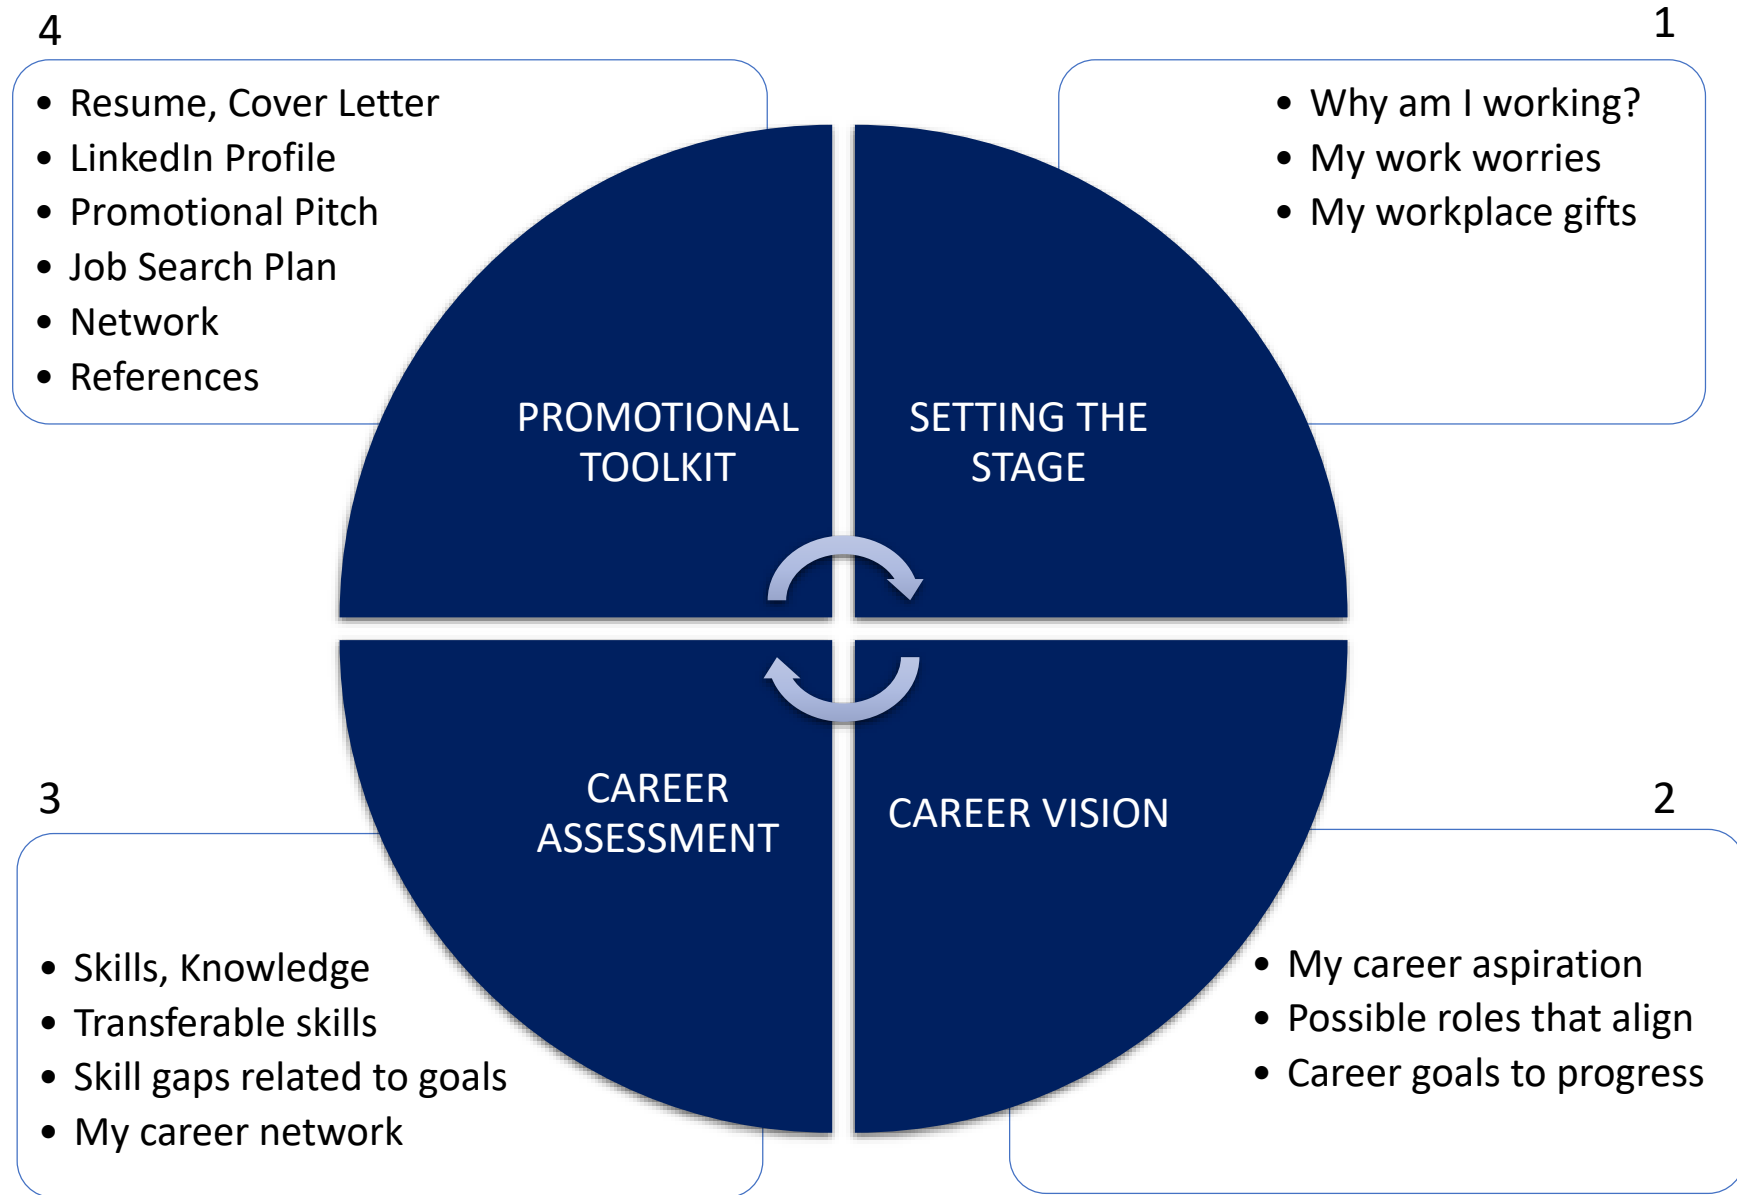 4
• Resume, Cover Letter
• LinkedIn Profile
• Promotional Pitch
• Job Search Plan
• Network
• References
1
• Why am I working?
• My work worries
• My workplace gifts
PROMOTIONAL
TOOLKIT
SETTING THE
STAGE
CAREER
ASSESSMENT
CAREER VISION
3
• Skills, Knowledge
• Transferable skills
• Skill gaps related to goals
• My career network
2
• My career aspiration
• Possible roles that align
• Career goals to progress